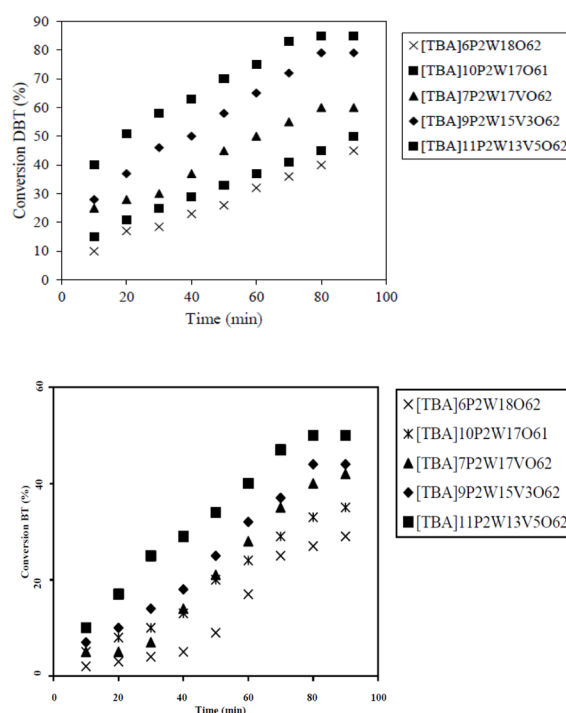 90
80
70
60
50
40
30
20
10
0
Conversion DBT (%)
0 20 40 60 80 100
Time (min)
[TBA]6P2W18O62
[TBA]10P2W17O61
[TBA]7P2W17VO62
[TBA]9P2W15V3O62
[TBA]11P2W13V5O62
60
40
20
0
Conversion BT (%)
0 20 40 60 80 100
Time (min)
[TBA]6P2W18O62
[TBA]10P2W17O61
[TBA]7P2W17VO62
[TBA]9P2W15V3O62
[TBA]11P2W13V5O62